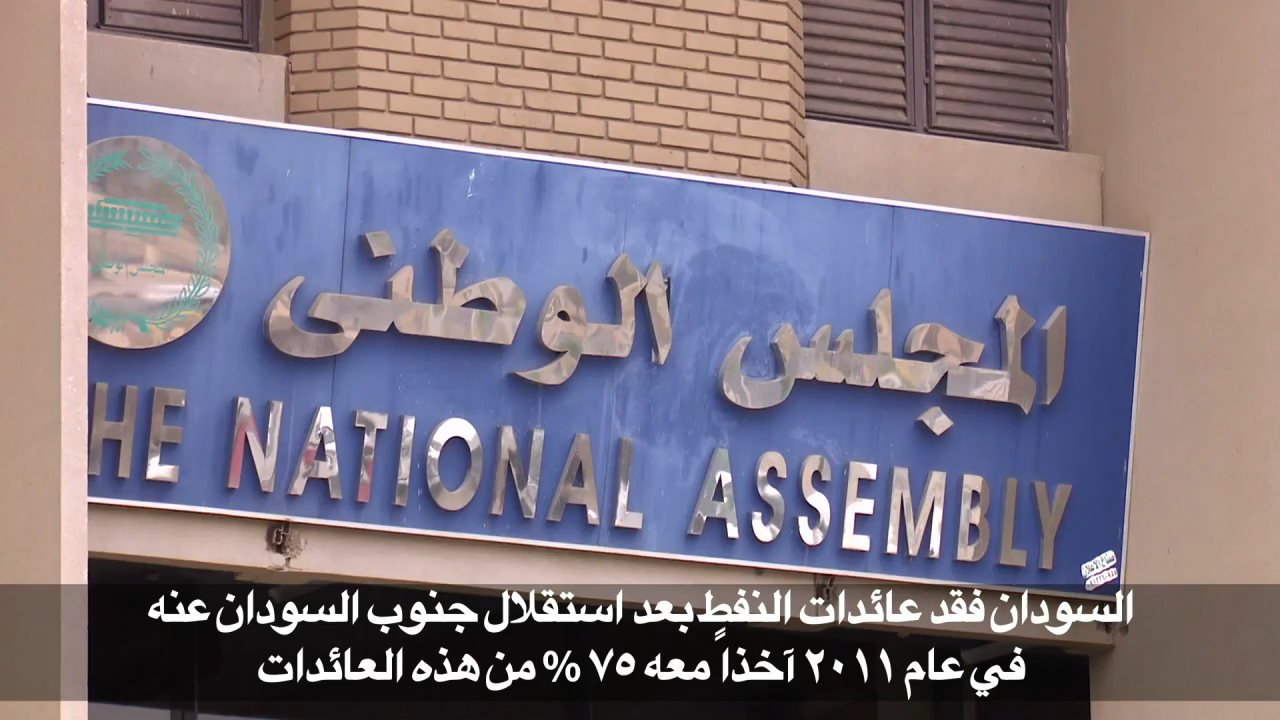 المجلس الوطنى
THE NATIONAL ASSEMBLY
السودان فقد عائدات النفط بعد استقلال جنوب السودان عنه
في عام ٢٠١١ آخذاً معه ٧٥ % من هذه العائدات